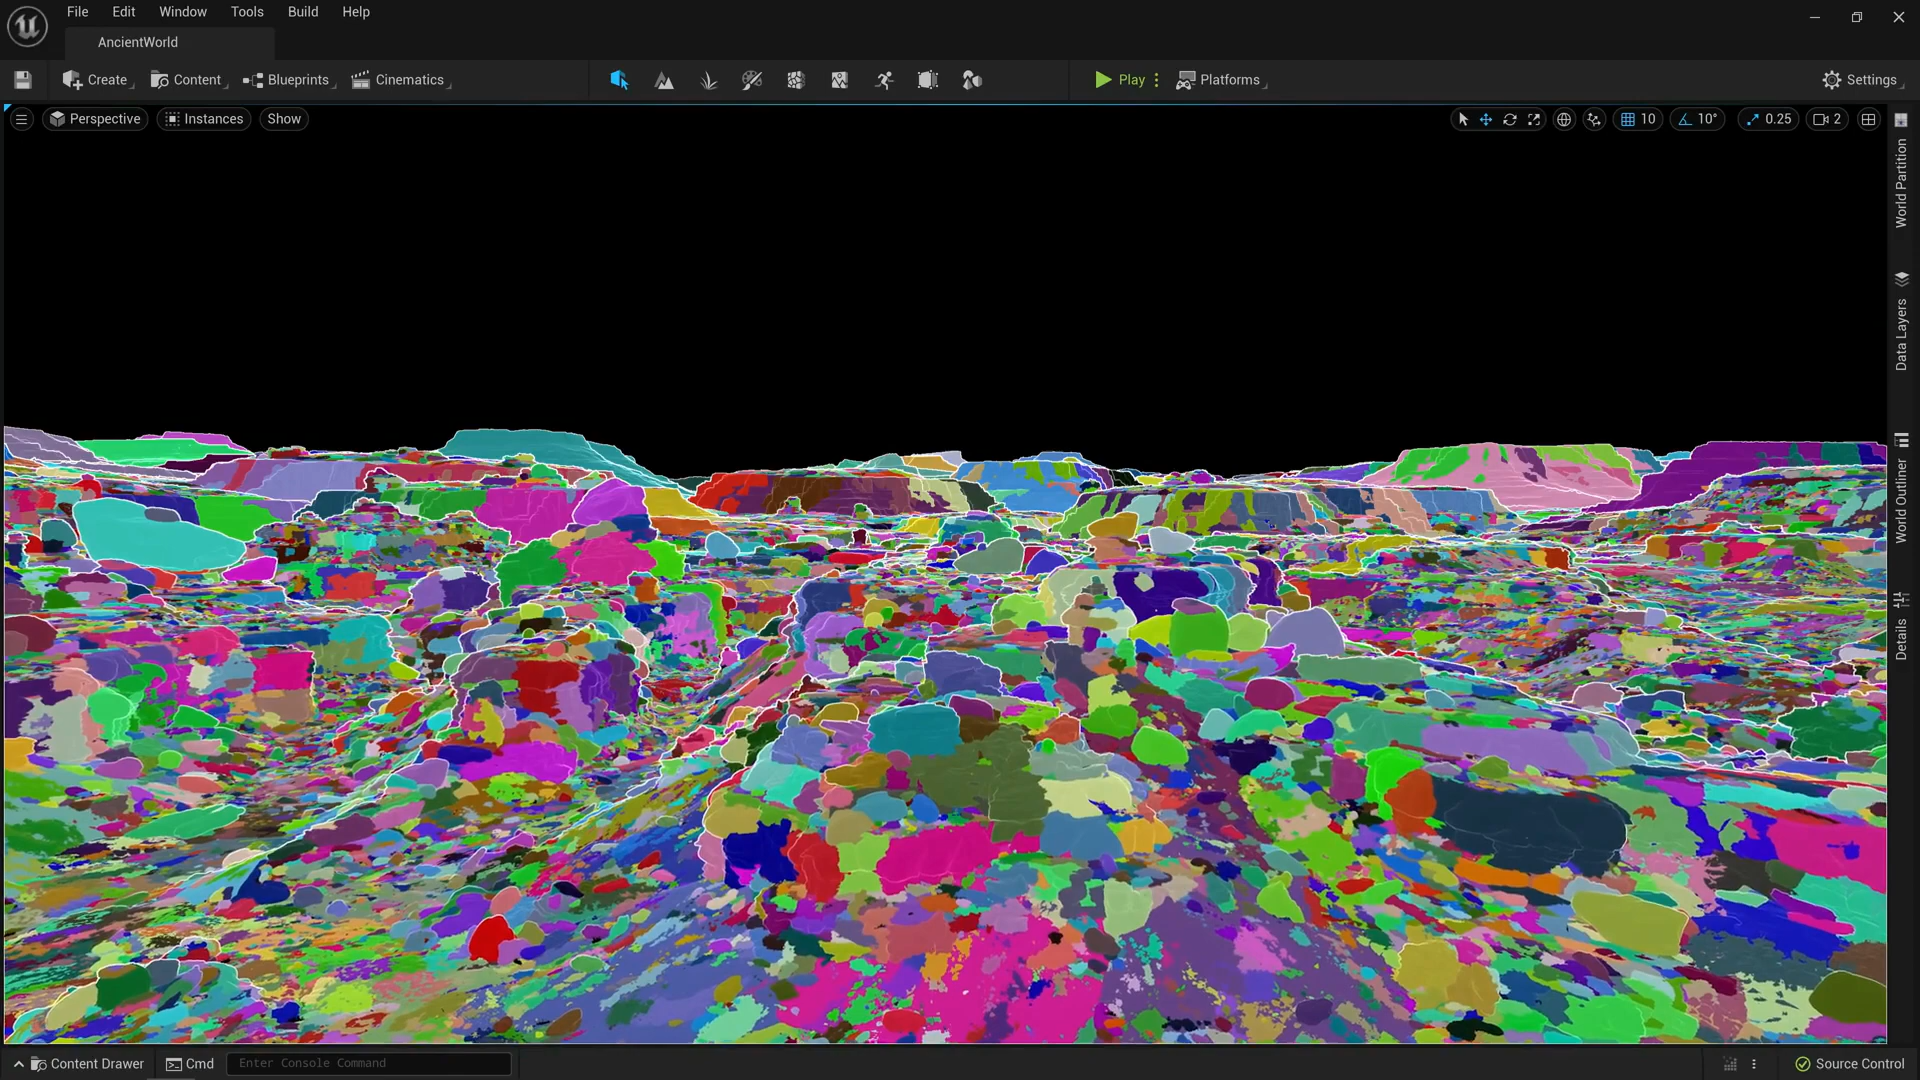 File Edit Window Tools Build Help
AncientWorld
Create Content Blueprints Cinematics Play Platforms Settings
Perspective Instances Show 10 10° 0.25 2
World Partition
Data Layers
World Outliner
Details
Content Drawer Cmd Enter Console Command Source Control